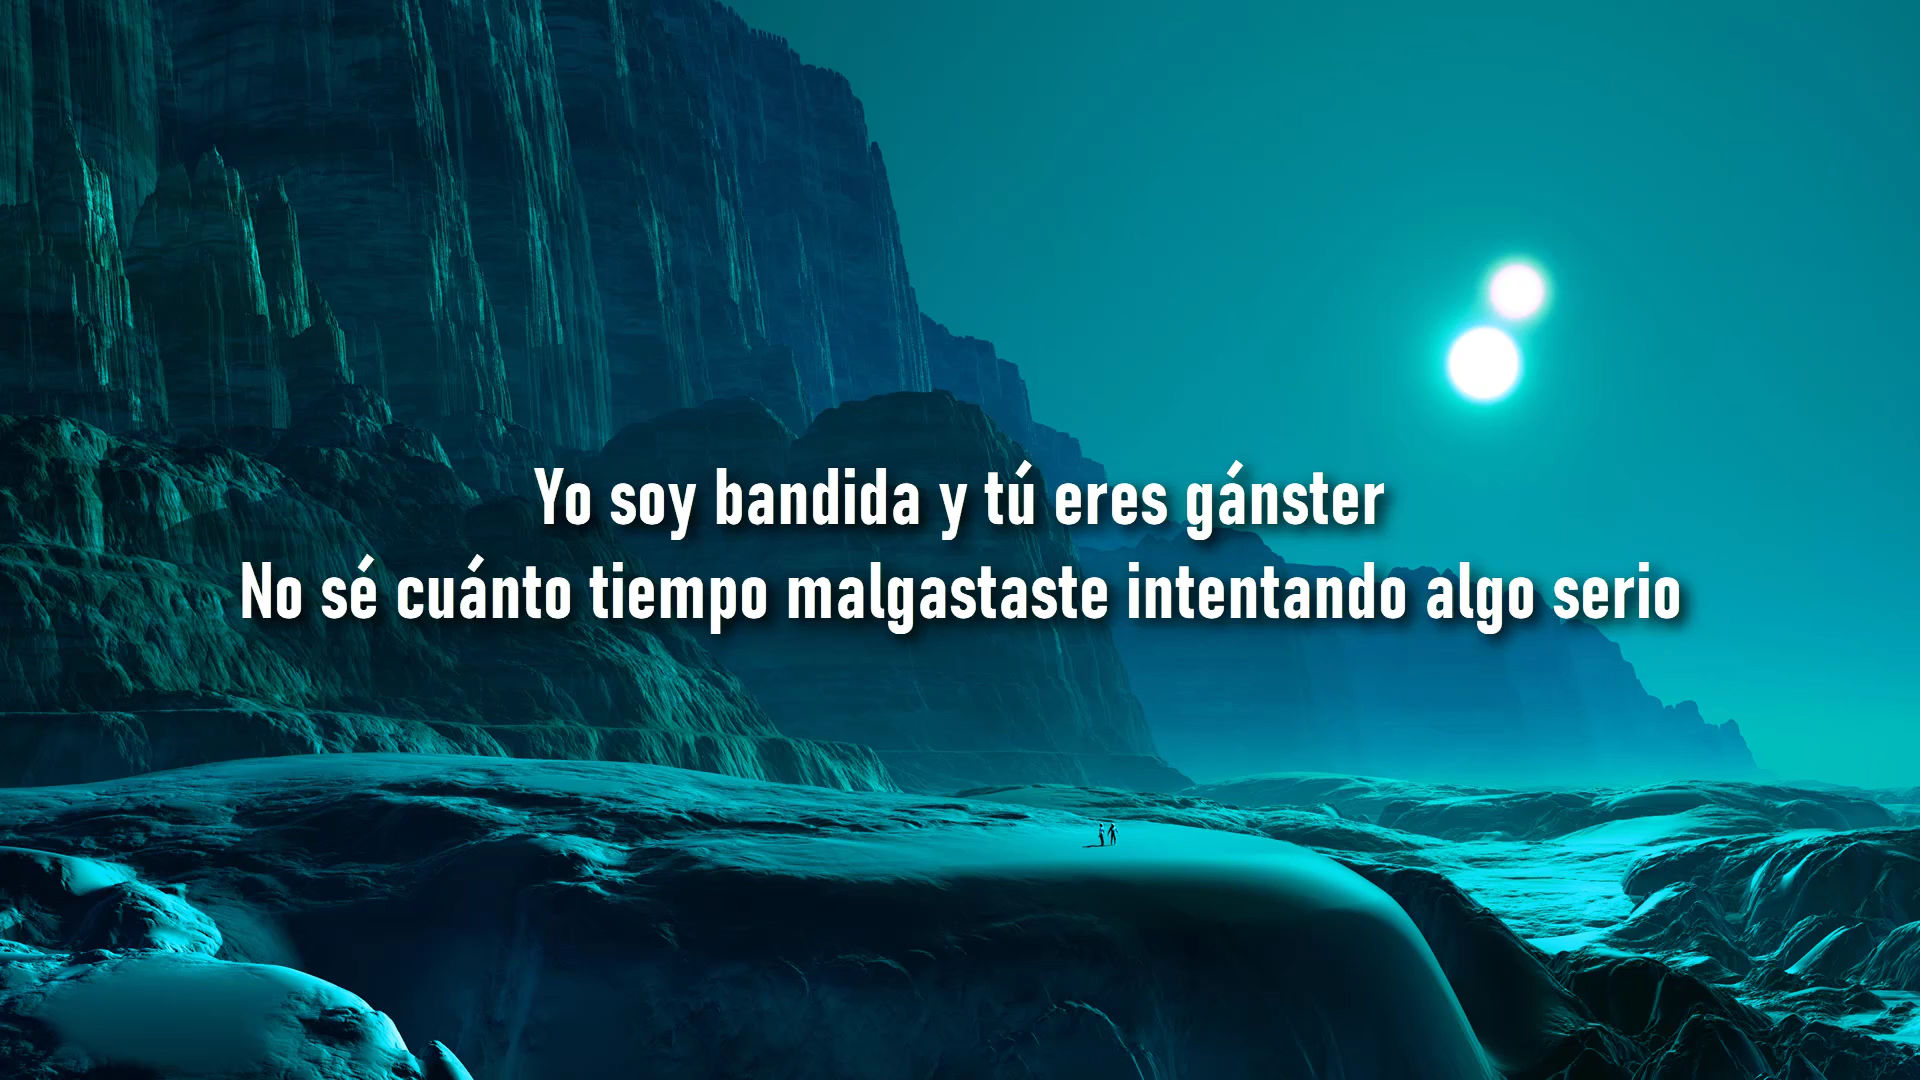 Yo soy bandida y tú eres gánster
No sé cuánto tiempo malgastaste intentando algo serio